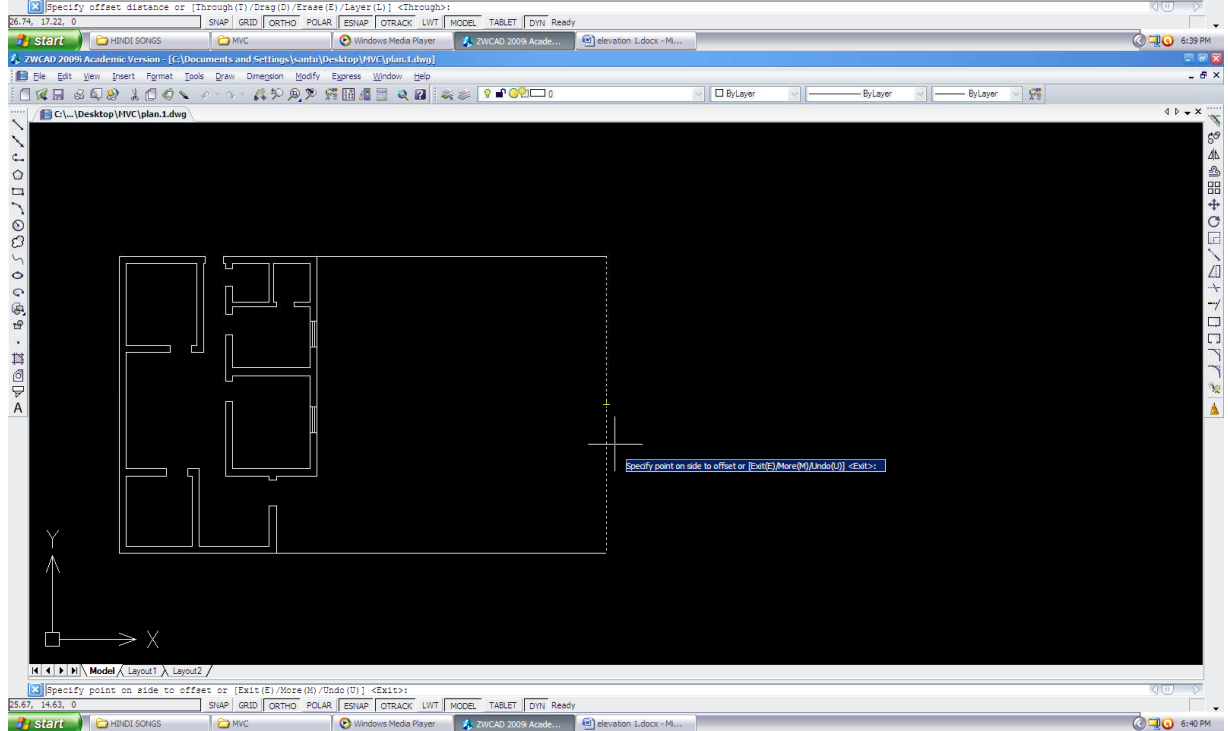 Specify offset distance or [Through(T)/Drag(D)/Erase(E)/Layer(L)] <Through>:
26.74, 17.22, 0 SNAP GRID ORTHO POLAR ESNAP OTRACK LWT MODEL TABLET DYN Ready
start HINDI SONGS MVC Windows Media Player ZWCAD 2009i Acade... elevation 1.docx - Mi... 6:39 PM
ZWCAD 2009i Academic Version - [C:\Documents and Settings\santu\Desktop\MVC\plan.1.dwg]
File Edit View Insert Format Tools Draw Dimension Modify Express Window Help
0 ByLayer ByLayer ByLayer
C:\...\Desktop\MVC\plan.1.dwg
A
Specify point on side to offset or [Exit(E)/More(M)/Undo(U)] <Exit>:
Y
X
Model Layout1 Layout2
Specify point on side to offset or [Exit(E)/More(M)/Undo(U)] <Exit>:
25.67, 14.63, 0 SNAP GRID ORTHO POLAR ESNAP OTRACK LWT MODEL TABLET DYN Ready
start HINDI SONGS MVC Windows Media Player ZWCAD 2009i Acade... elevation 1.docx - Mi... 6:40 PM